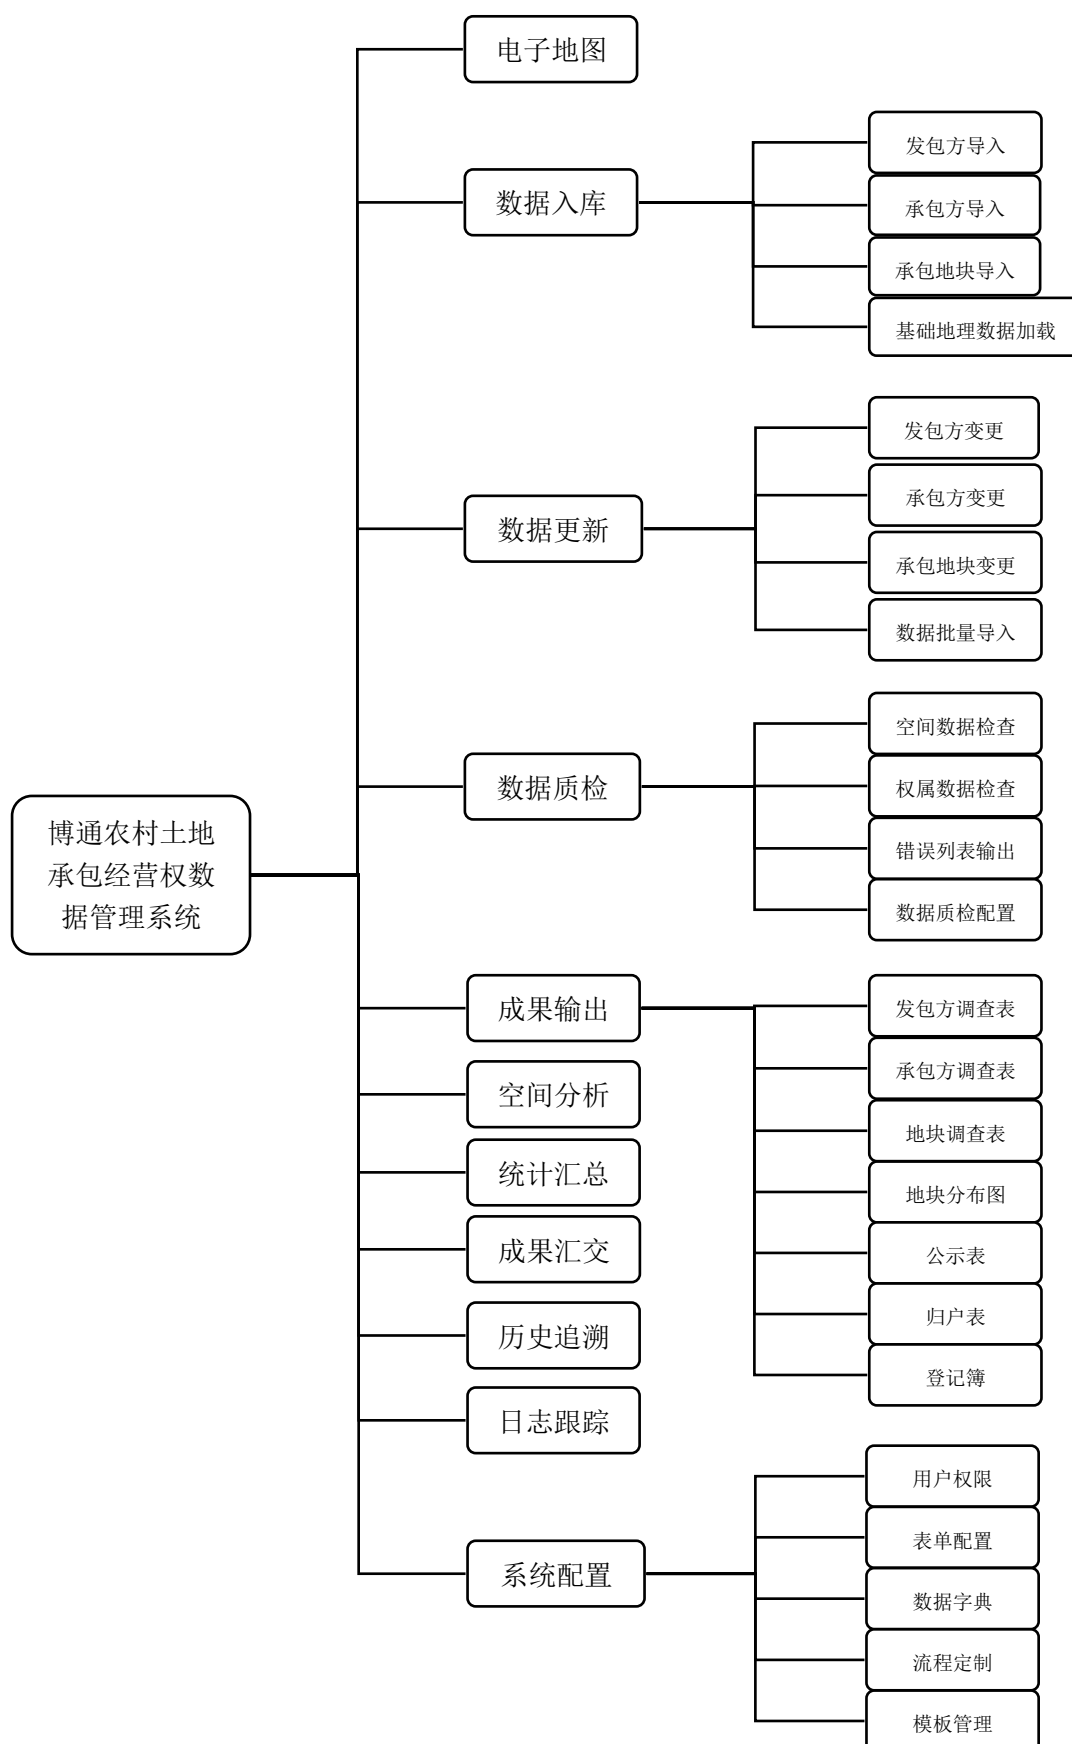 电子地图
数据入库
发包方导入
承包方导入
承包地块导入
基础地理数据加载
数据更新
发包方变更
承包方变更
承包地块变更
数据批量导入
数据质检
空间数据检查
权属数据检查
错误列表输出
数据质检配置
博通农村土地
承包经营权数
据管理系统
成果输出
发包方调查表
承包方调查表
地块调查表
地块分布图
公示表
归户表
登记簿
空间分析
统计汇总
成果汇交
历史追溯
日志跟踪
系统配置
用户权限
表单配置
数据字典
流程定制
模板管理